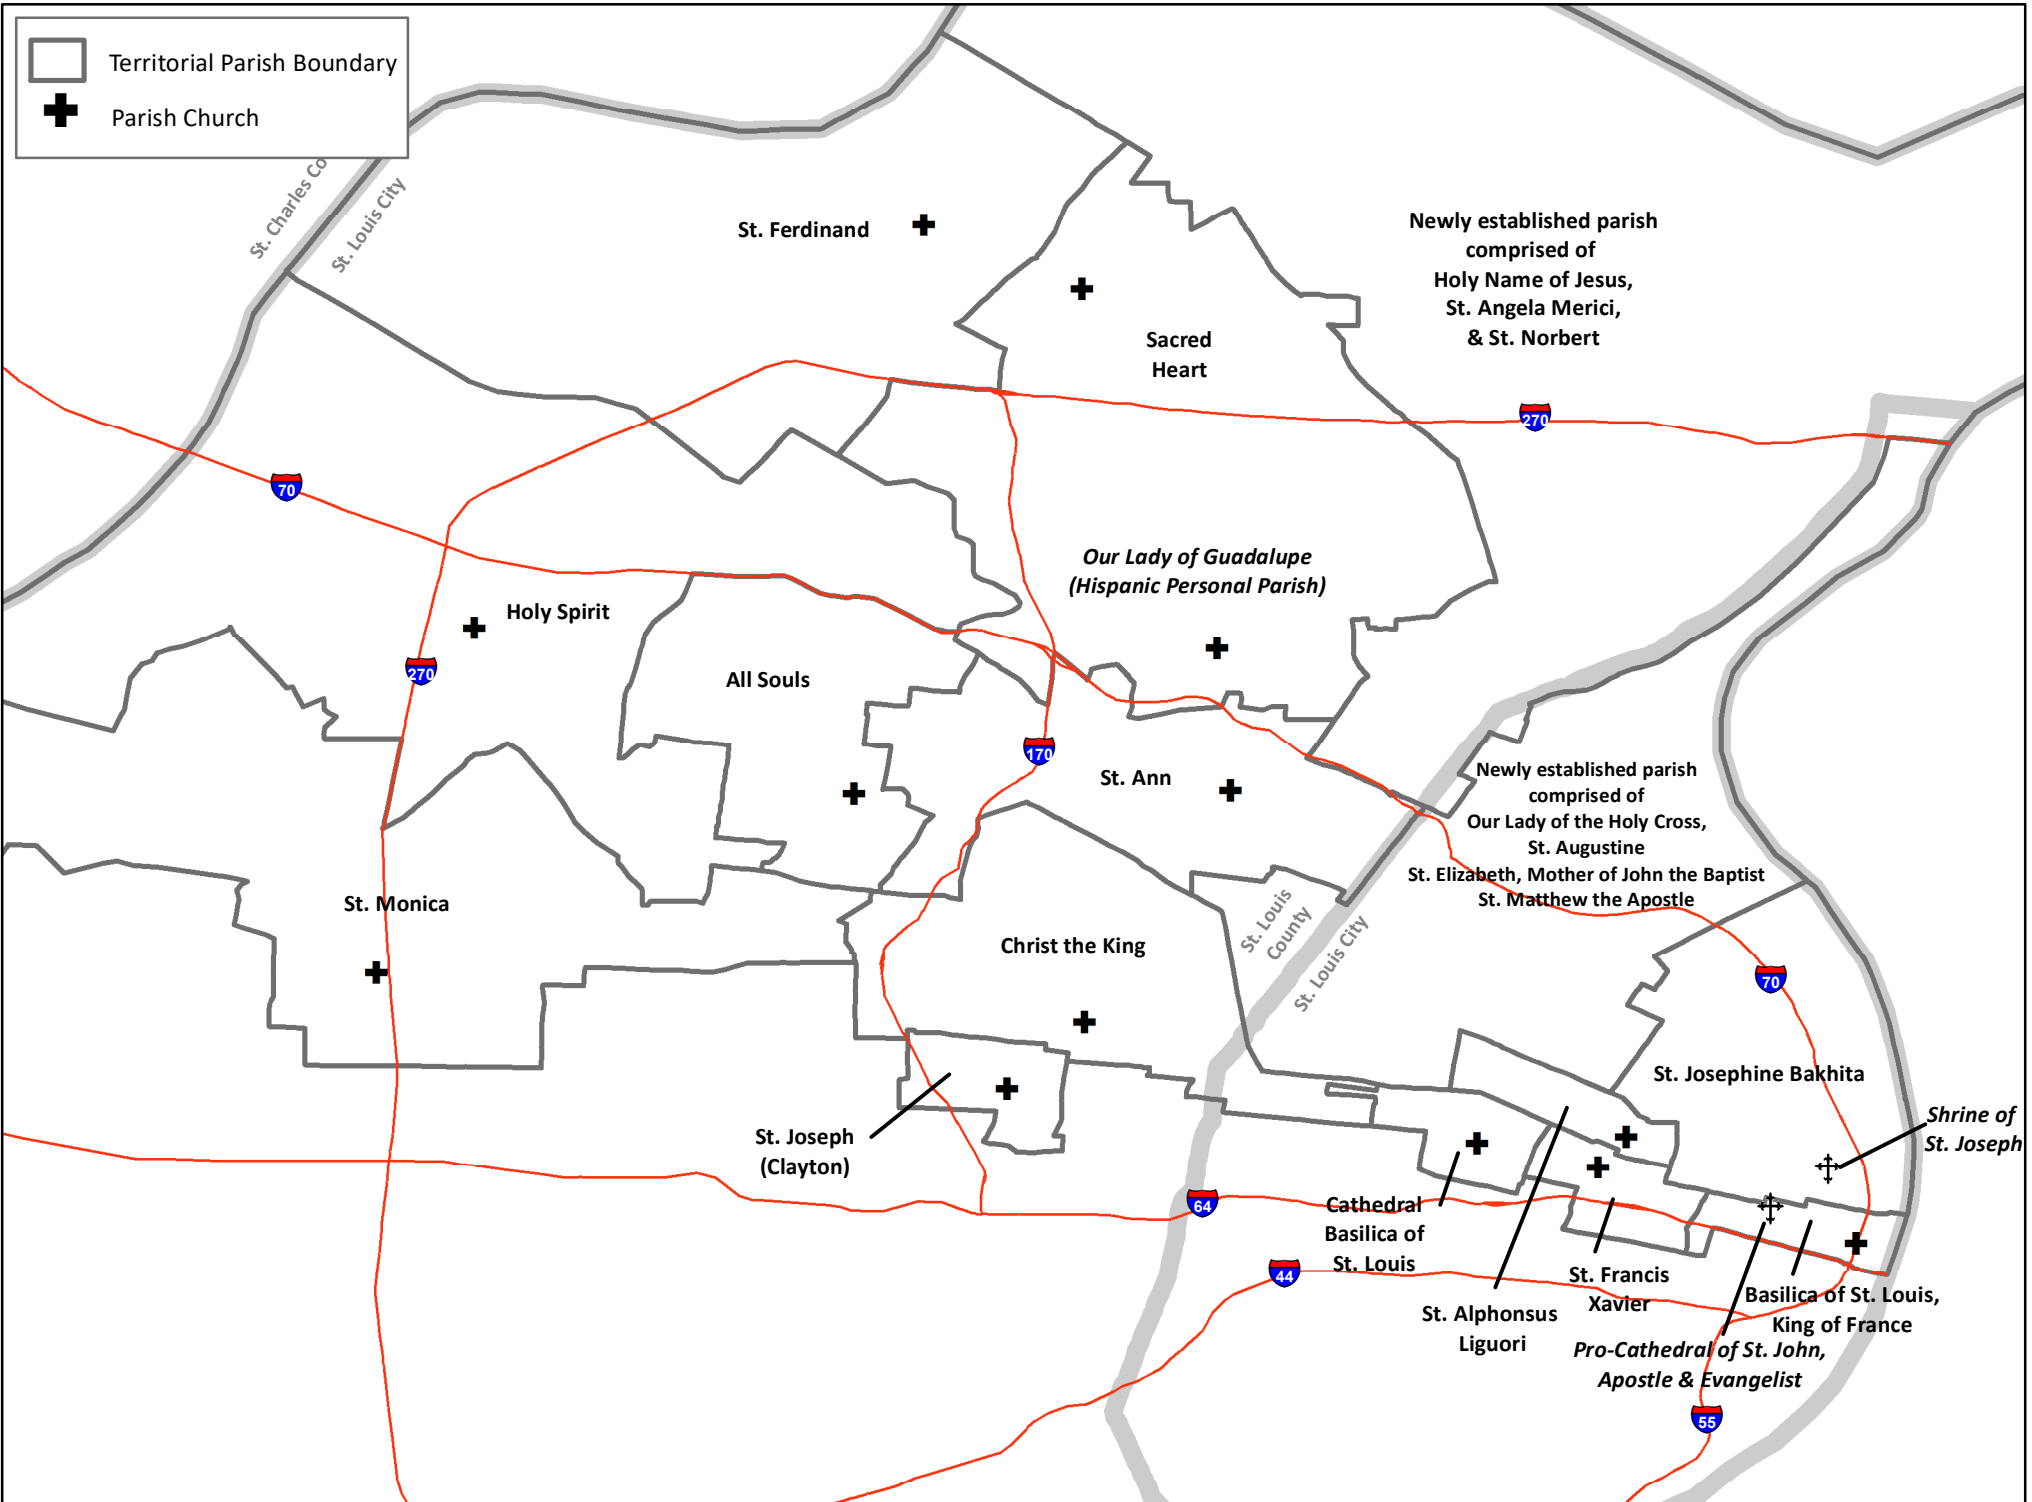 Territorial Parish Boundary
Parish Church
St. Charles Co
St. Louis City
St. Ferdinand
Newly established parish
comprised of
Holy Name of Jesus,
St. Angela Merici,
& St. Norbert
Sacred
Heart
270
70
Our Lady of Guadalupe
(Hispanic Personal Parish)
Holy Spirit
270
All Souls
170
St. Ann
Newly established parish
comprised of
Our Lady of the Holy Cross,
St. Augustine
St. Elizabeth, Mother of John the Baptist
St. Matthew the Apostle
St. Monica
St. Louis
County
St. Louis City
Christ the King
70
St. Josephine Bakhita
Shrine of
St. Joseph
St. Joseph
(Clayton)
64
Cathedral
Basilica of
St. Louis
44
St. Francis
Xavier
Basilica of St. Louis,
King of France
St. Alphonsus
Liguori
Pro-Cathedral of St. John,
Apostle & Evangelist
55